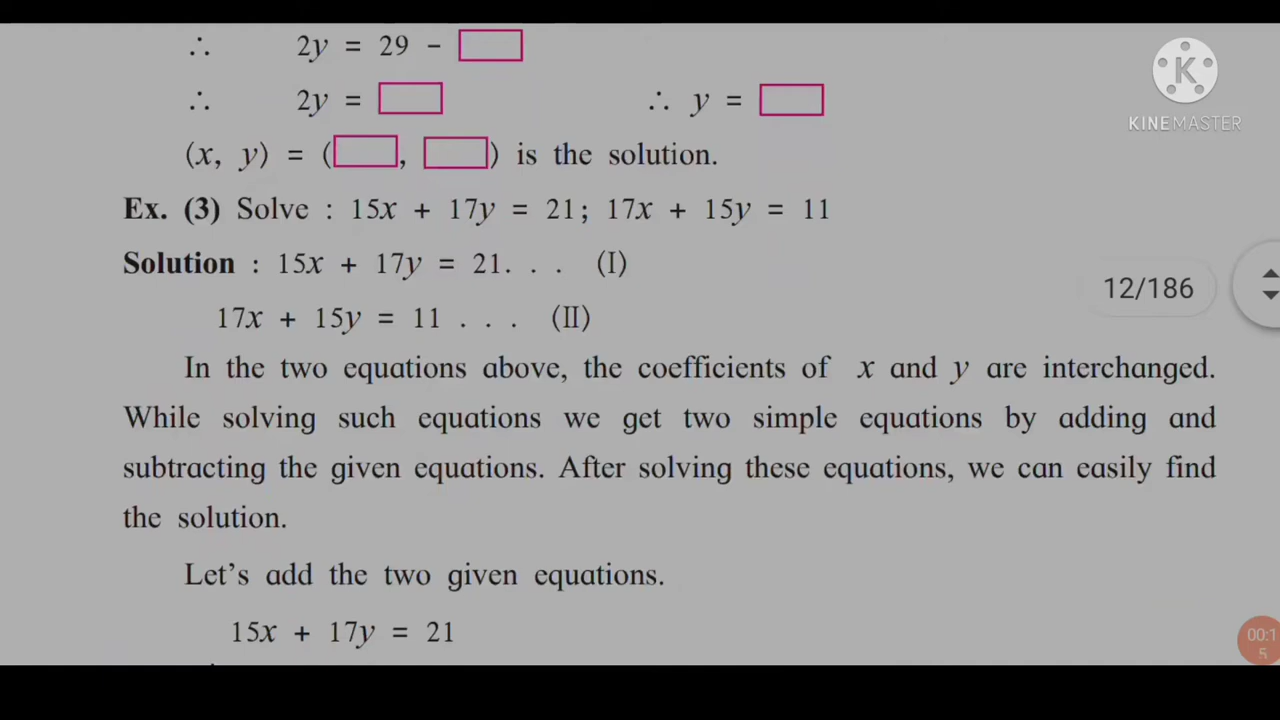 ∴ 2y = 29 −
∴ 2y = ∴ y =
(x, y) = ( , ) is the solution.
KINEMASTER
Ex. (3) Solve : 15x + 17y = 21; 17x + 15y = 11
Solution : 15x + 17y = 21. . . (I)
12/186
17x + 15y = 11 . . . (II)
In the two equations above, the coefficients of x and y are interchanged.
While solving such equations we get two simple equations by adding and
subtracting the given equations. After solving these equations, we can easily find
the solution.
Let's add the two given equations.
15x + 17y = 21
00:1
5